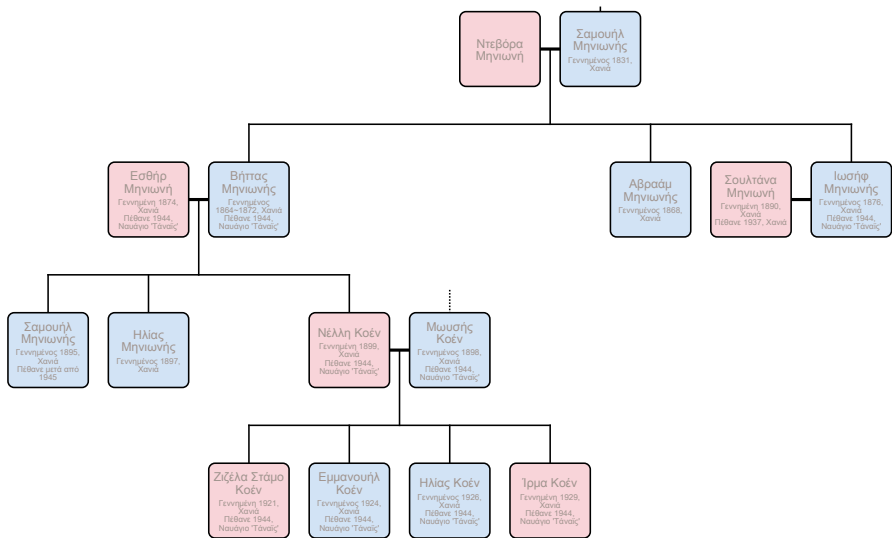 Ντεβόρα
Μηνιωνή
Σαμουήλ
Μηνιωνής
Γεννημένος 1831,
Χανιά
Εσθήρ
Μηνιωνή
Γεννημένη 1874,
Χανιά
Πέθανε 1944,
Ναυάγιο 'Τάναϊς'
Βήττας
Μηνιωνής
Γεννημένος
1864–1872, Χανιά
Πέθανε 1944,
Ναυάγιο 'Τάναϊς'
Αβραάμ
Μηνιωνής
Γεννημένος 1868,
Χανιά
Σουλτάνα
Μηνιωνή
Γεννημένη 1890,
Χανιά
Πέθανε 1937, Χανιά
Ιωσήφ
Μηνιωνής
Γεννημένος 1876,
Χανιά
Πέθανε 1944,
Ναυάγιο 'Τάναϊς'
Σαμουήλ
Μηνιωνής
Γεννημένος 1895,
Χανιά
Πέθανε μετά από
1945
Ηλίας
Μηνιωνής
Γεννημένος 1897,
Χανιά
Νέλλη Κοέν
Γεννημένη 1899,
Χανιά
Πέθανε 1944,
Ναυάγιο 'Τάναϊς'
Μωυσής
Κοέν
Γεννημένος 1898,
Χανιά
Πέθανε 1944,
Ναυάγιο 'Τάναϊς'
Ζιζέλα Στάμο
Κοέν
Γεννημένη 1921,
Χανιά
Πέθανε 1944,
Ναυάγιο 'Τάναϊς'
Εμμανουήλ
Κοέν
Γεννημένος 1924,
Χανιά
Πέθανε 1944,
Ναυάγιο 'Τάναϊς'
Ηλίας Κοέν
Γεννημένος 1926,
Χανιά
Πέθανε 1944,
Ναυάγιο 'Τάναϊς'
Ίρμα Κοέν
Γεννημένη 1929,
Χανιά
Πέθανε 1944,
Ναυάγιο 'Τάναϊς'